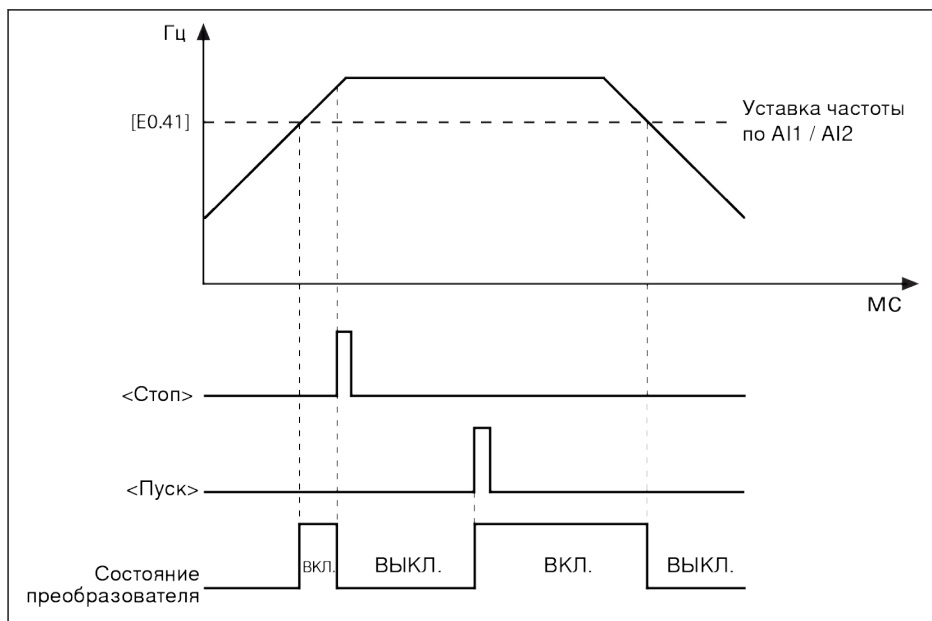 Гц
[E0.41]
Уставка частоты
по AI1 / AI2
МС
<Стоп>
<Пуск>
ВКЛ.
ВЫКЛ.
ВКЛ.
ВЫКЛ.
Состояние
преобразователя